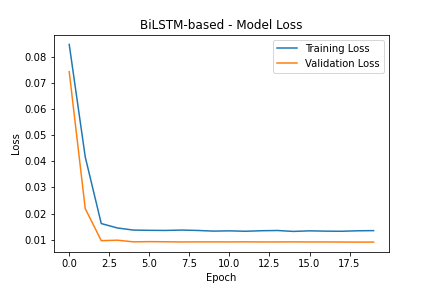 BiLSTM-based - Model Loss
Training Loss
Validation Loss
0.08
0.07
0.06
0.05
0.04
0.03
0.02
0.01
Loss
0.0 2.5 5.0 7.5 10.0 12.5 15.0 17.5
Epoch